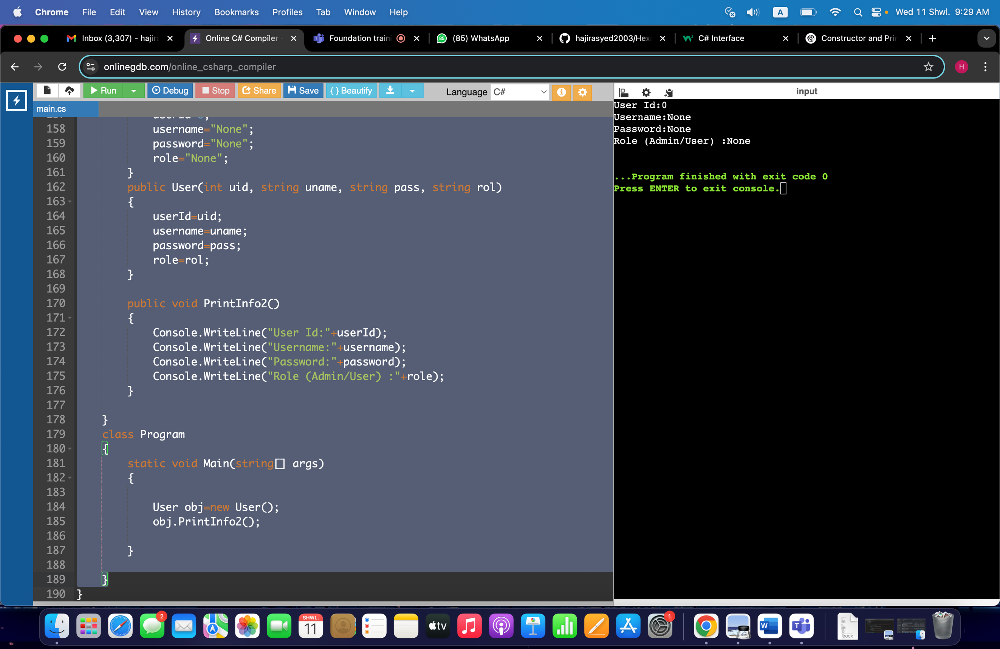 Chrome File Edit View History Bookmarks Profiles Tab Window Help A Wed 11 Shwl. 9:29 AM
Inbox (3,307) - hajira Online C# Compiler - Foundation traini 85 (85) WhatsApp hajirasyed2003/Hexa C# Interface Constructor and Prin
onlinegdb.com/online_csharp_compiler H
Run Debug Stop Share Save {} Beautify Language C# input
main.cs
158 username="None";
159 password="None";
160 role="None";
161 }
162 public User(int uid, string uname, string pass, string rol)
163 {
164 userId=uid;
165 username=uname;
166 password=pass;
167 role=rol;
168 }
169
170 public void PrintInfo2()
171 {
172 Console.WriteLine("User Id:"+userId);
173 Console.WriteLine("Username:"+username);
174 Console.WriteLine("Password:"+password);
175 Console.WriteLine("Role (Admin/User) :"+role);
176 }
177
178 }
179 class Program
180 {
181 static void Main(string[] args)
182 {
183
184 User obj=new User();
185 obj.PrintInfo2();
186
187 }
188
189 }
190 }
User Id:0
Username:None
Password:None
Role (Admin/User) :None
...Program finished with exit code 0
Press ENTER to exit console.
2 SHWL. 11 tv 1 W T DOCX